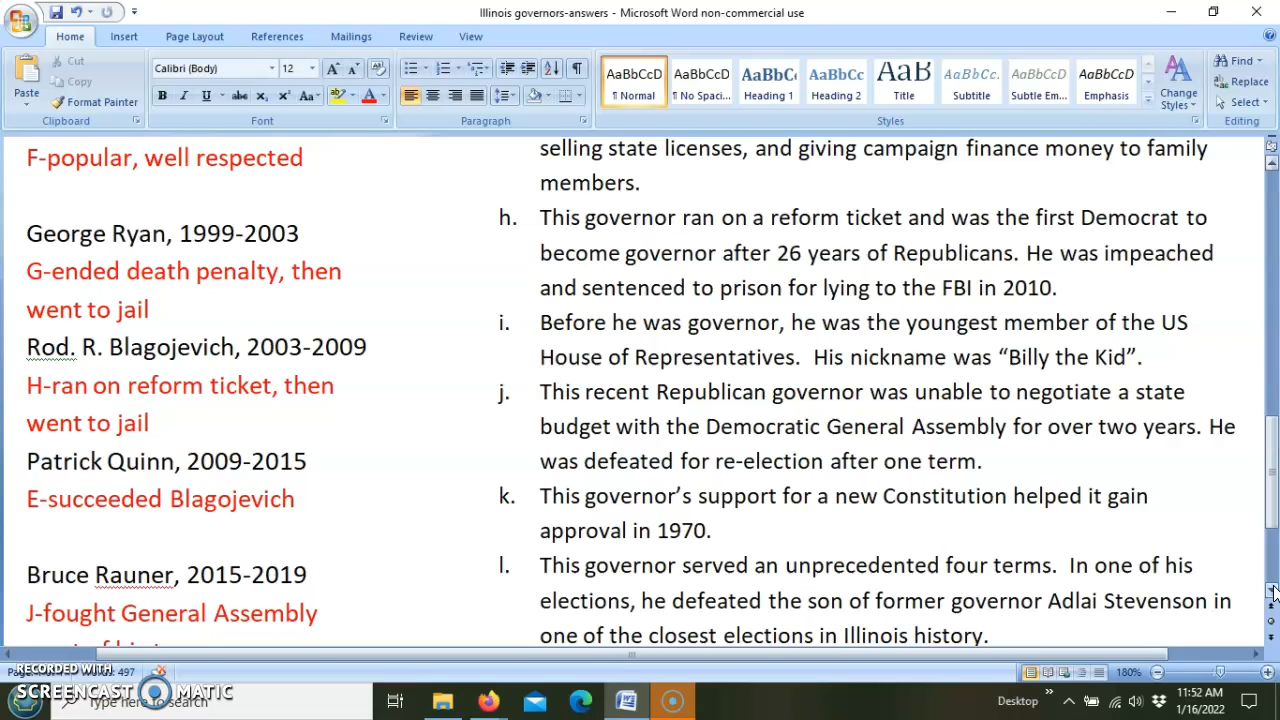 Illinois governors-answers - Microsoft Word non-commercial use
Home Insert Page Layout References Mailings Review View
Paste
Cut
Copy
Format Painter
Clipboard
Calibri (Body) 12
Font
Paragraph
AaBbCcD AaBbCcD AaBbC AaBbCc AaB AaBbCc. AaBbCcD AaBbCcD
¶ Normal ¶ No Spaci... Heading 1 Heading 2 Title Subtitle Subtle Em... Emphasis
Change Styles
Styles
Find
Replace
Select
Editing
F-popular, well respected
George Ryan, 1999-2003
G-ended death penalty, then
went to jail
Rod. R. Blagojevich, 2003-2009
H-ran on reform ticket, then
went to jail
Patrick Quinn, 2009-2015
E-succeeded Blagojevich
Bruce Rauner, 2015-2019
J-fought General Assembly
selling state licenses, and giving campaign finance money to family
members.
h. This governor ran on a reform ticket and was the first Democrat to
become governor after 26 years of Republicans. He was impeached
and sentenced to prison for lying to the FBI in 2010.
i. Before he was governor, he was the youngest member of the US
House of Representatives.  His nickname was “Billy the Kid”.
j. This recent Republican governor was unable to negotiate a state
budget with the Democratic General Assembly for over two years. He
was defeated for re-election after one term.
k. This governor’s support for a new Constitution helped it gain
approval in 1970.
l. This governor served an unprecedented four terms.  In one of his
elections, he defeated the son of former governor Adlai Stevenson in
one of the closest elections in Illinois history.
497
180%
RECORDED WITH
SCREENCAST MATIC
Type here to search
Desktop
11:52 AM
1/16/2022